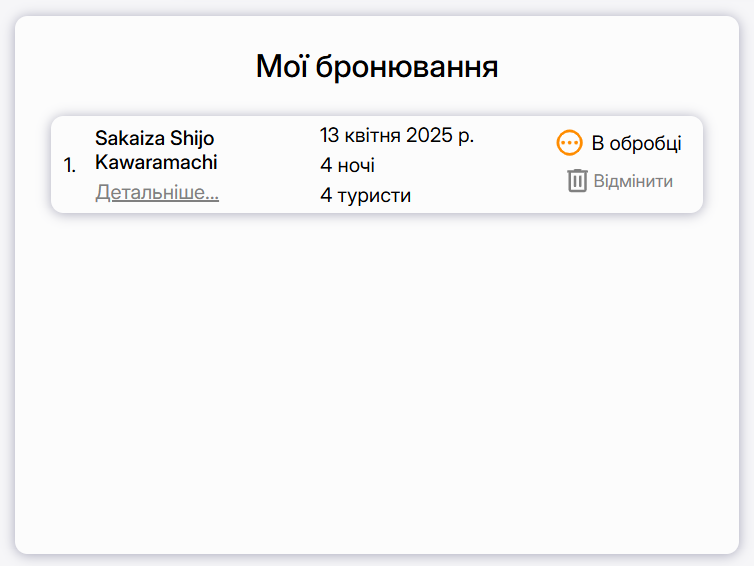 Мої бронювання
1.
Sakaiza Shijo
Kawaramachi
Детальніше...
13 квітня 2025 р.
4 ночі
4 туристи
В обробці
Відмінити